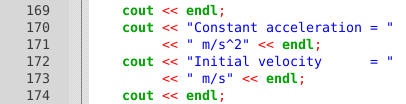 169         cout << endl;
170         cout << "Constant acceleration = "
171              << " m/s^2" << endl;
172         cout << "Initial velocity      = "
173              << " m/s" << endl;
174         cout << endl;